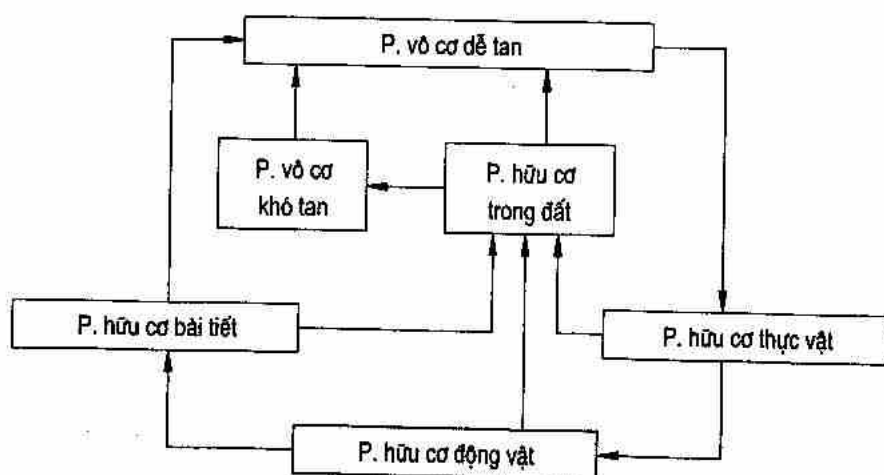 P. vô cơ dễ tan
P. vô cơ
khó tan
P. hữu cơ
trong đất
P. hữu cơ bài tiết
P. hữu cơ thực vật
P. hữu cơ động vật